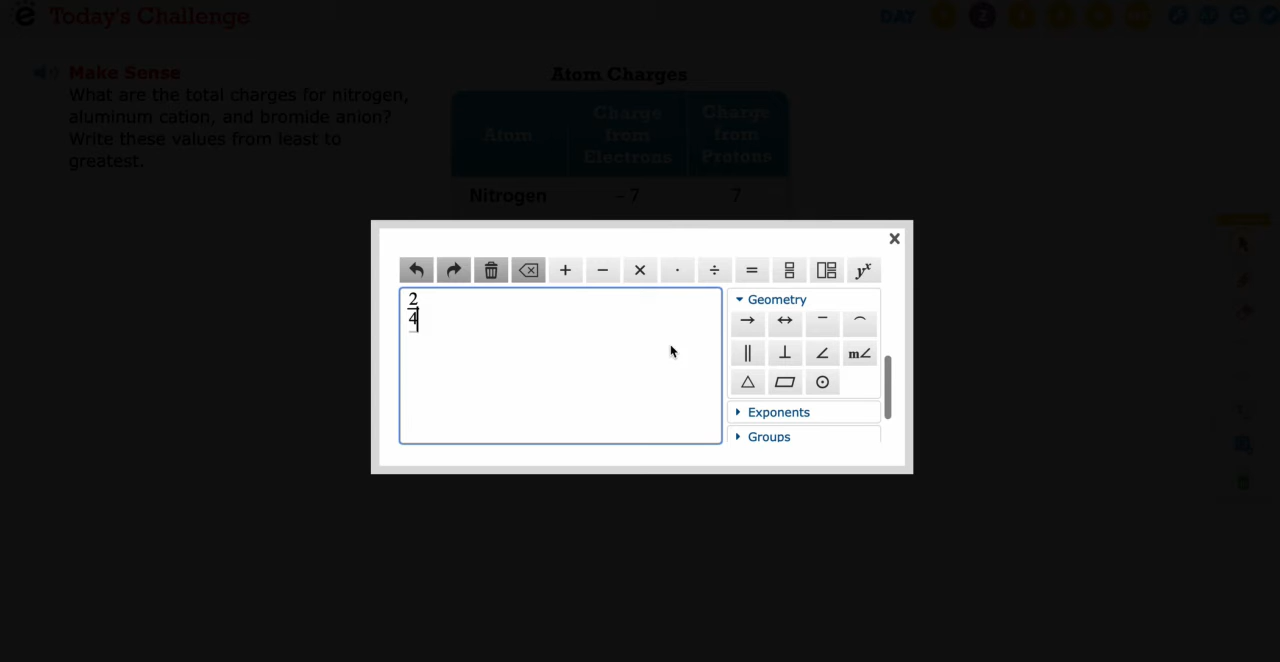 Today's Challenge
DAY
2
Make Sense
What are the total charges for nitrogen,
aluminum cation, and bromide anion?
Write these values from least to
greatest.
Atom Charges
Atom
Charge
from
Electrons
Charge
from
Protons
Nitrogen
- 7
7
x
+ − × · ÷ = yˣ
2
4
Geometry
→ ↔ − ⌒
∥ ⊥ ∠ m∠
△ ▱ ⊙
Exponents
Groups